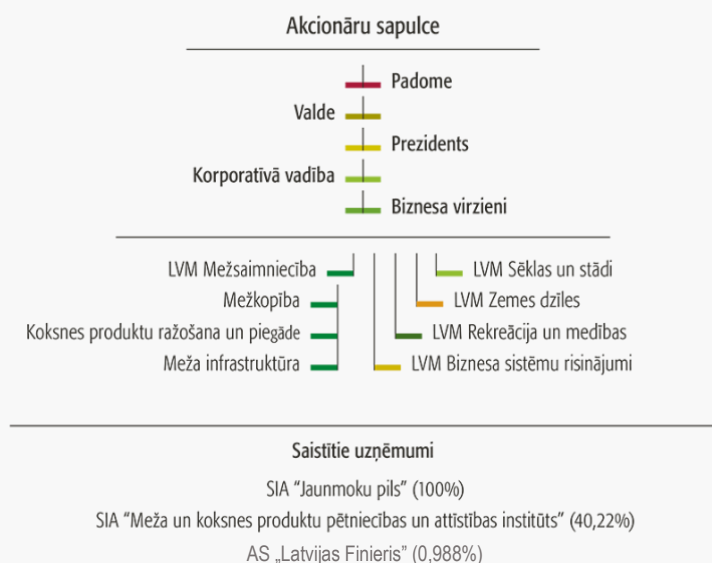 Akcionāru sapulce
Padome
Valde
Prezidents
Korporatīvā vadība
Biznesa virzieni
LVM Mežsaimniecība
Mežkopība
Koksnes produktu ražošana un piegāde
Meža infrastruktūra
LVM Sēklas un stādi
LVM Zemes dzīles
LVM Rekreācija un medības
LVM Biznesa sistēmu risinājumi
Saistītie uzņēmumi
SIA “Jaunmoku pils” (100%)
SIA “Meža un koksnes produktu pētniecības un attīstības institūts” (40,22%)
AS „Latvijas Finieris” (0,988%)